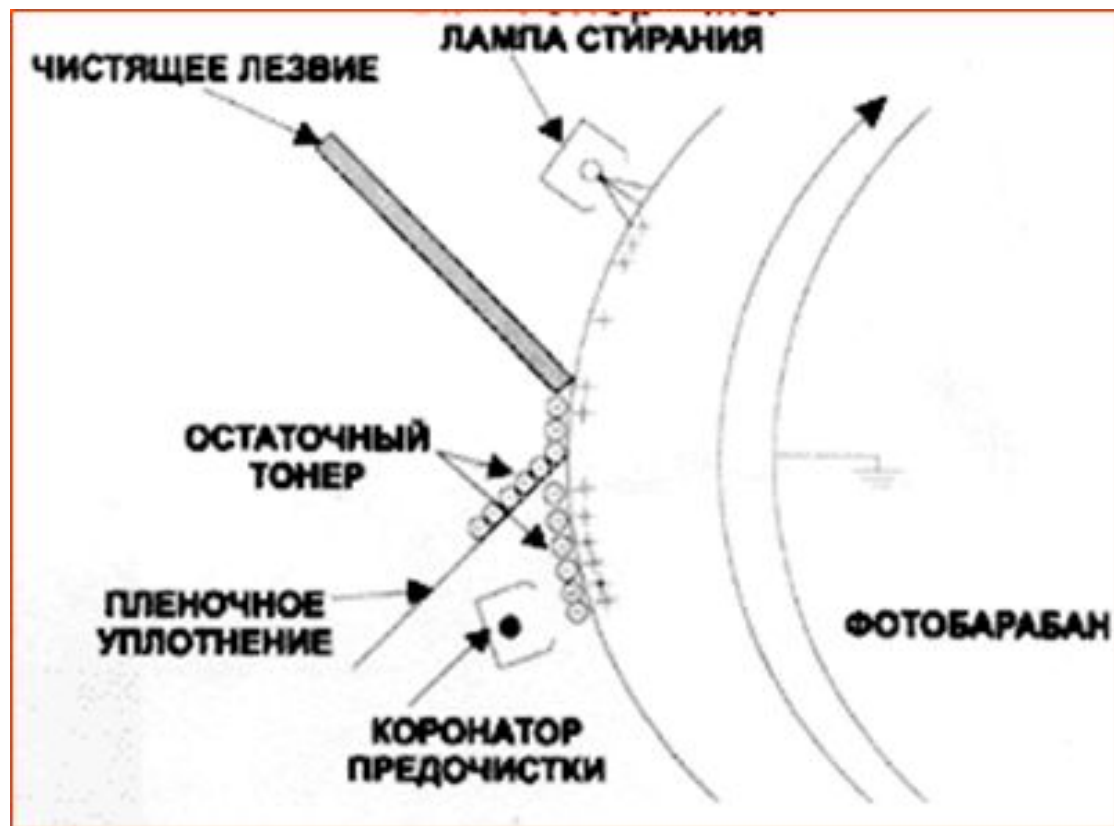 ЛАМПА СТИРАНИЯ
ЧИСТЯЩЕЕ ЛЕЗВИЕ
ОСТАТОЧНЫЙ
ТОНЕР
ПЛЕНОЧНОЕ
УПЛОТНЕНИЕ
ФОТОБАРАБАН
КОРОНАТОР
ПРЕДОЧИСТКИ